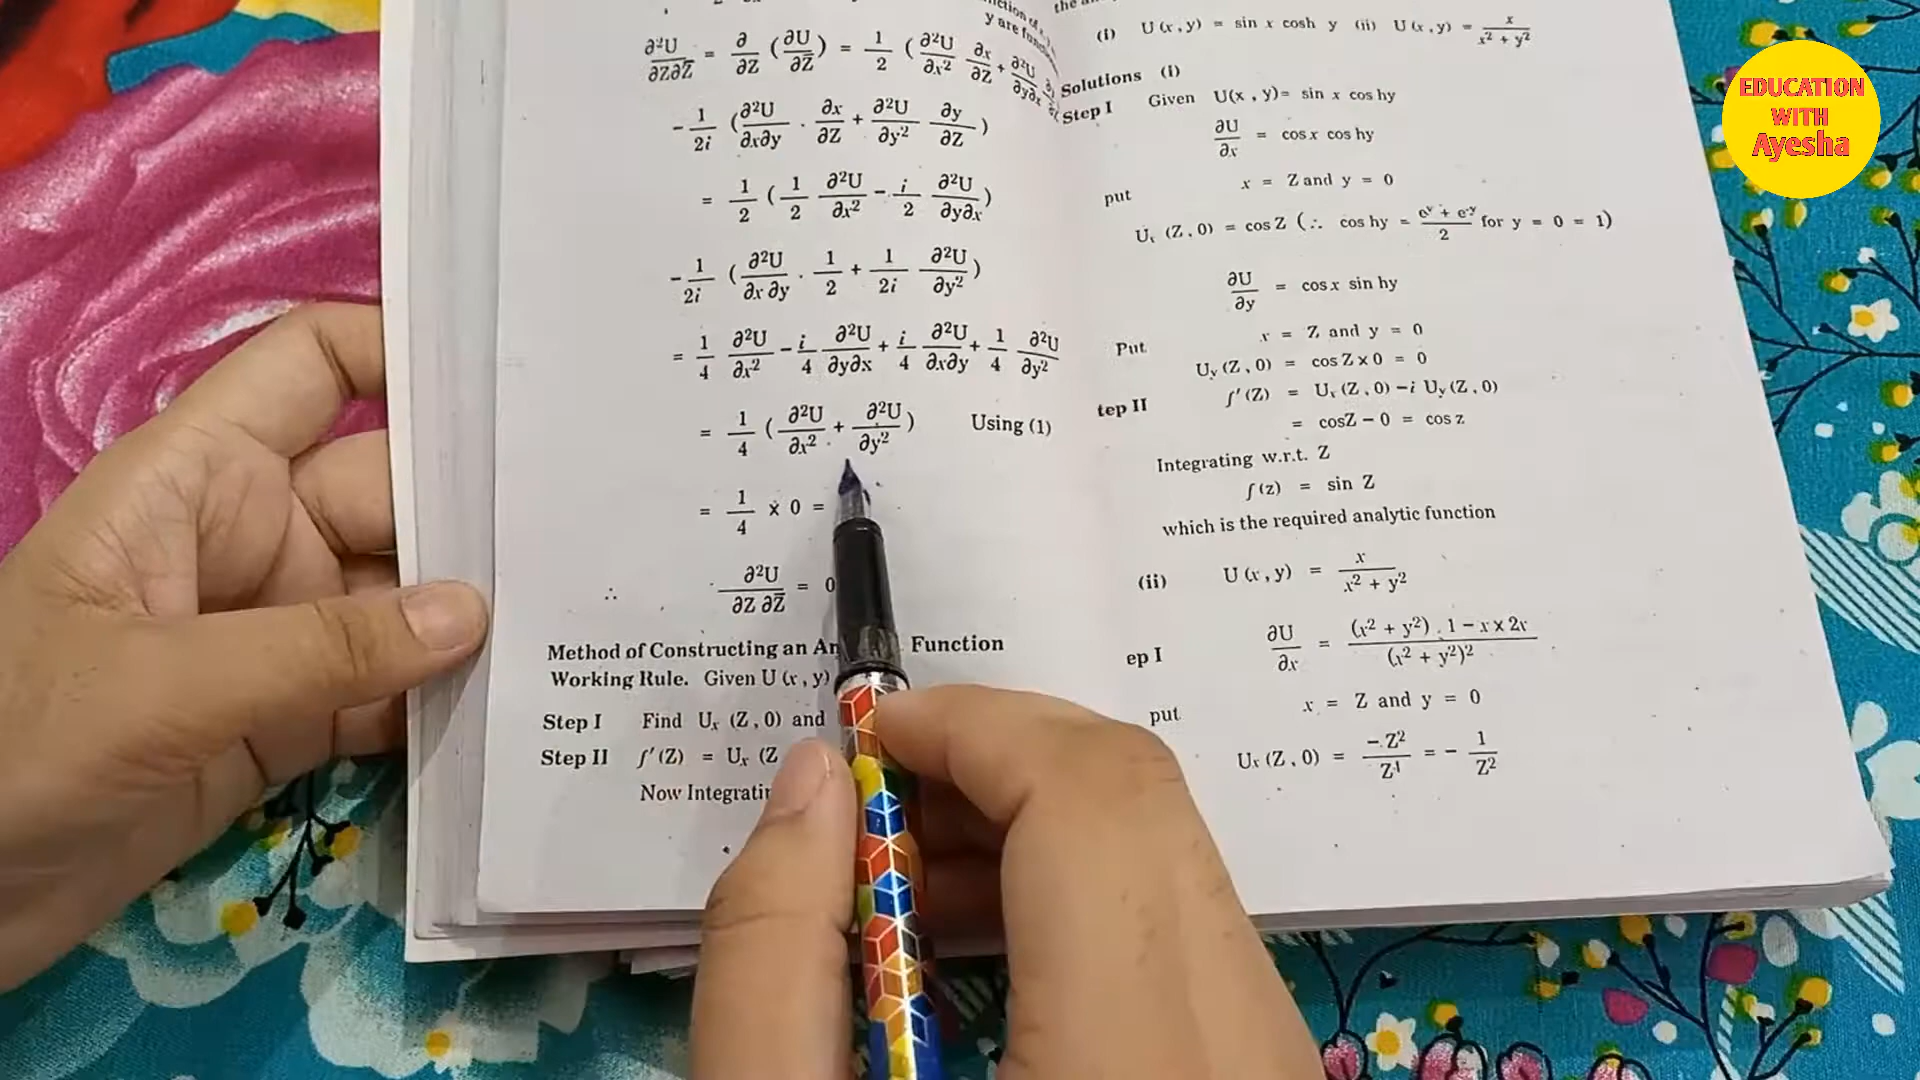 ∂²U/∂Z∂Z̄ = ∂/∂Z (∂U/∂Z̄) = 1/2 (∂²U/∂x² ∂x/∂Z + ∂²U/∂y∂x
- 1/2i (∂²U/∂x∂y . ∂x/∂Z + ∂²U/∂y² ∂y/∂Z)
= 1/2 (1/2 ∂²U/∂x² - i/2 ∂²U/∂y∂x)
- 1/2i (∂²U/∂x ∂y . 1/2 + 1/2i ∂²U/∂y²)
= 1/4 ∂²U/∂x² - i/4 ∂²U/∂y∂x + i/4 ∂²U/∂x∂y + 1/4 ∂²U/∂y²
= 1/4 (∂²U/∂x² + ∂²U/∂y²) Using (1)
= 1/4 × 0 =
∴ ∂²U/∂Z ∂Z̄ = 0
Method of Constructing an An Function
Working Rule. Given U (x , y)
Step I Find Uₓ (Z , 0) and
Step II f′ (Z) = Uₓ (Z
Now Integratin
y are func
(i) U (x , y) = sin x cosh y (ii) U (x , y) = x/x² + y²
Solutions (i)
Step I Given U(x , y)= sin x cos hy
∂U/∂x = cos x cos hy
put x = Z and y = 0
Uₓ (Z , 0) = cos Z (∴ cos hy = eʸ + e⁻ʸ/2 for y = 0 = 1)
∂U/∂y = cos x sin hy
Put x = Z and y = 0
Uᵧ (Z , 0) = cos Z × 0 = 0
tep II f′ (Z) = Uₓ (Z , 0) – i Uᵧ (Z , 0)
= cosZ – 0 = cos z
Integrating w.r.t. Z
f (z) = sin Z
which is the required analytic function
(ii) U (x , y) = x/x² + y²
ep I ∂U/∂x = (x² + y²) . 1 – x × 2x/(x² + y²)²
put x = Z and y = 0
Uₓ (Z , 0) = – Z²/Z⁴ = – 1/Z²
EDUCATION
WITH
Ayesha